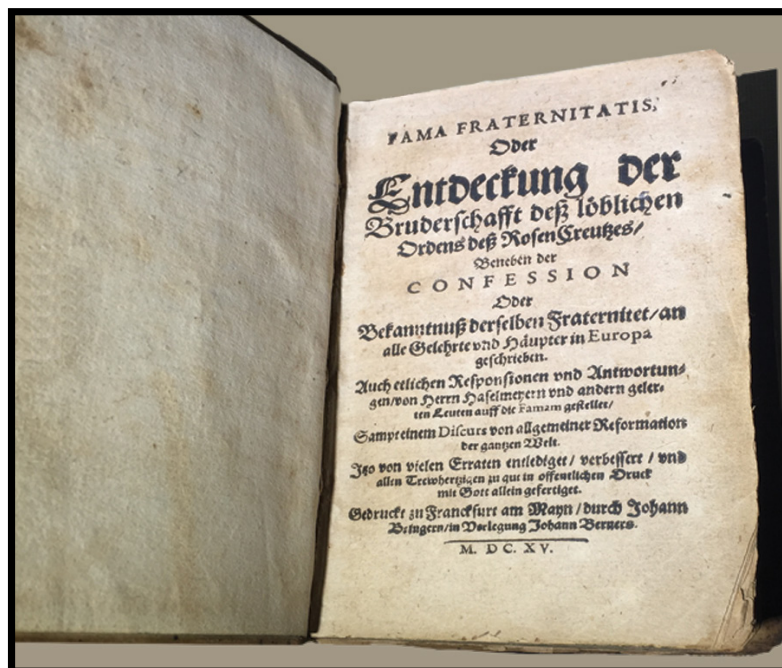 FAMA FRATERNITATIS,
Oder
Entdeckung der
Bruderschafft deß löblichen
Ordens deß RosenCreutzes/
Beneben der
CONFESSION
Oder
Bekanntnuß derselben Fraternitet/an
alle Gelehrte vnd Häupter in Europa
geschrieben.
Auch etlichen Responsionen vnd Antwortun⸗
gen/von Herrn Haselmeyern vnd andern geler⸗
ten Leuten auff die Famam gestellet/
Sampt einem Discurs von allgemeiner Reformation
der gantzen Welt.
Itzo von vielen Erraten entlediget/ verbessert / vnd
allen Trewhertzigen zu gut in offentlichen Druck
mit Gott allein gefertiget.
Gedruckt zu Franckfurt am Mayn/durch Johann
Bringern/in Verlegung Johann Berners.
M. DC. XV.